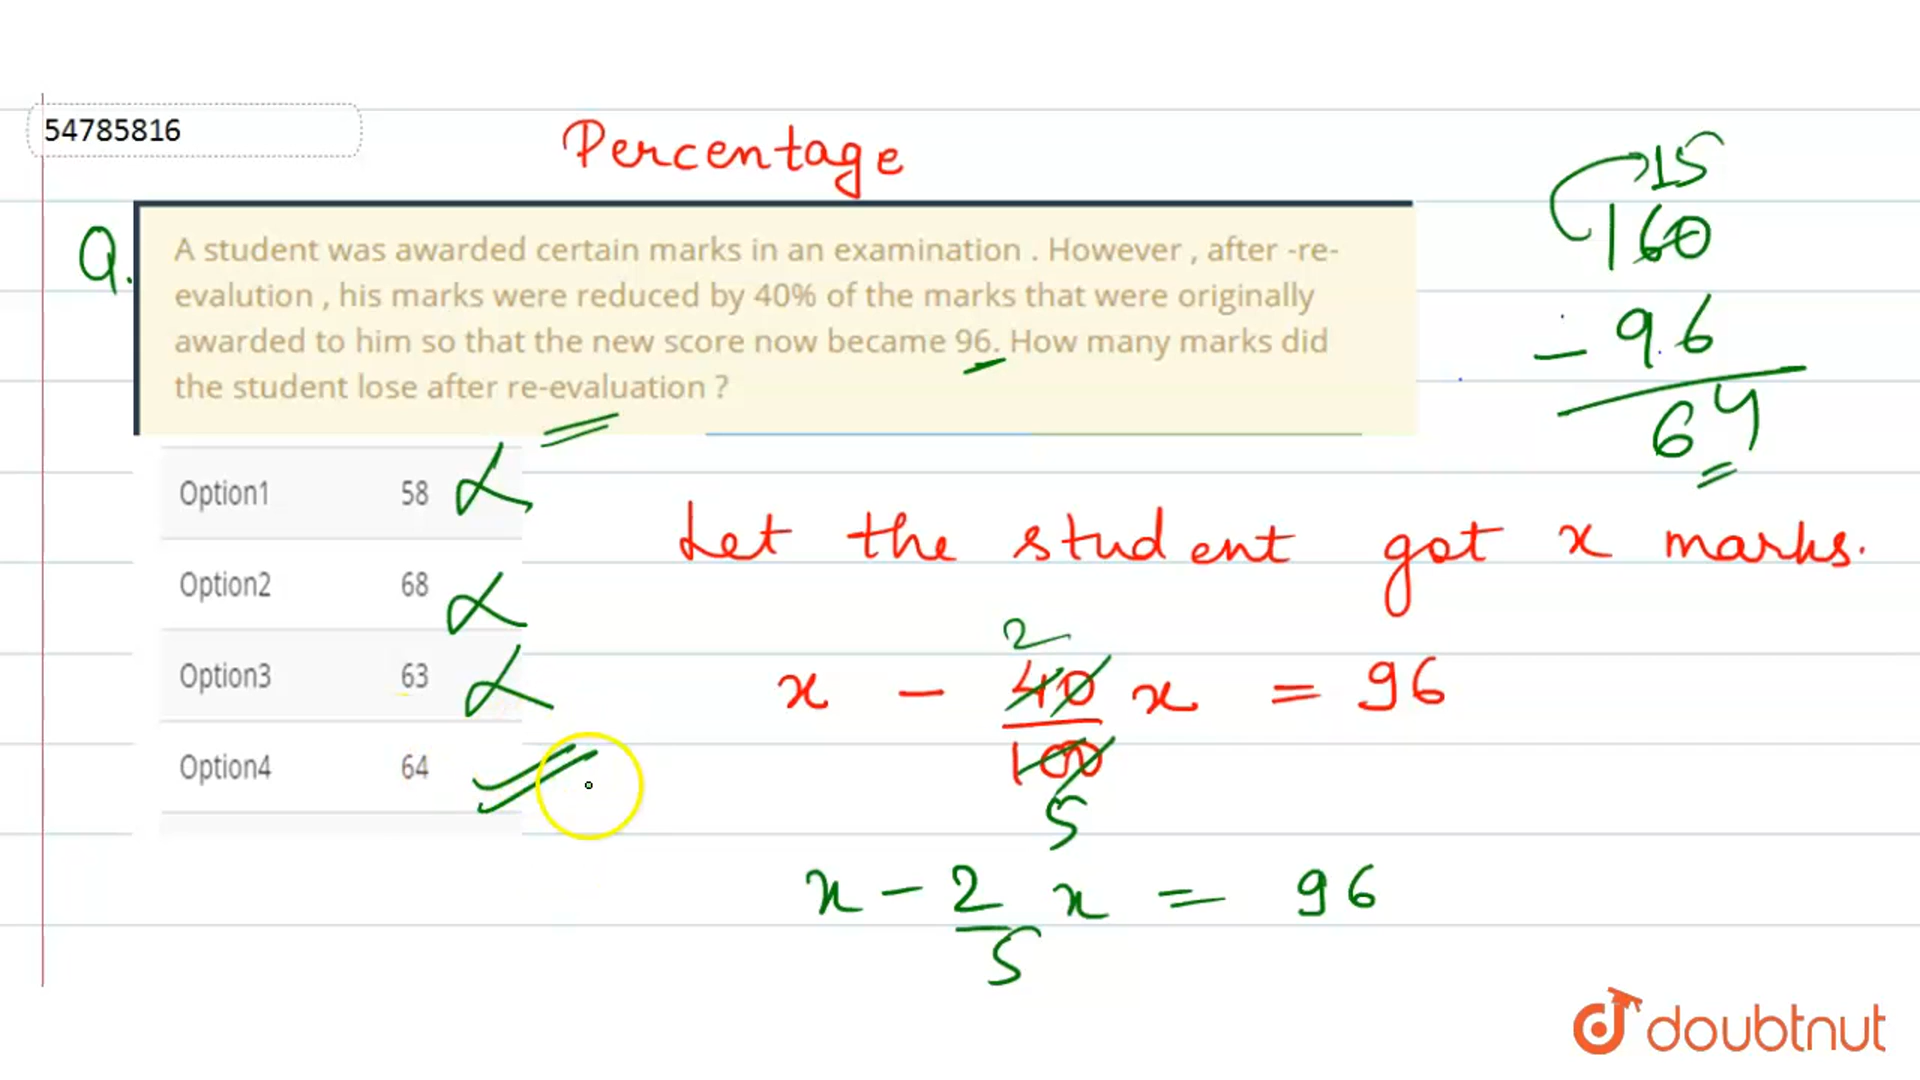 54785816
Percentage
Q.
A student was awarded certain marks in an examination . However , after -re-
evalution , his marks were reduced by 40% of the marks that were originally
awarded to him so that the new score now became 96. How many marks did
the student lose after re-evaluation ?
15
160
- 96
64
Option1 58
Option2 68
Option3 63
Option4 64
Let the student got x marks.
2
x - 40/100 x = 96
5
x - 2/5 x = 96
doubtnut